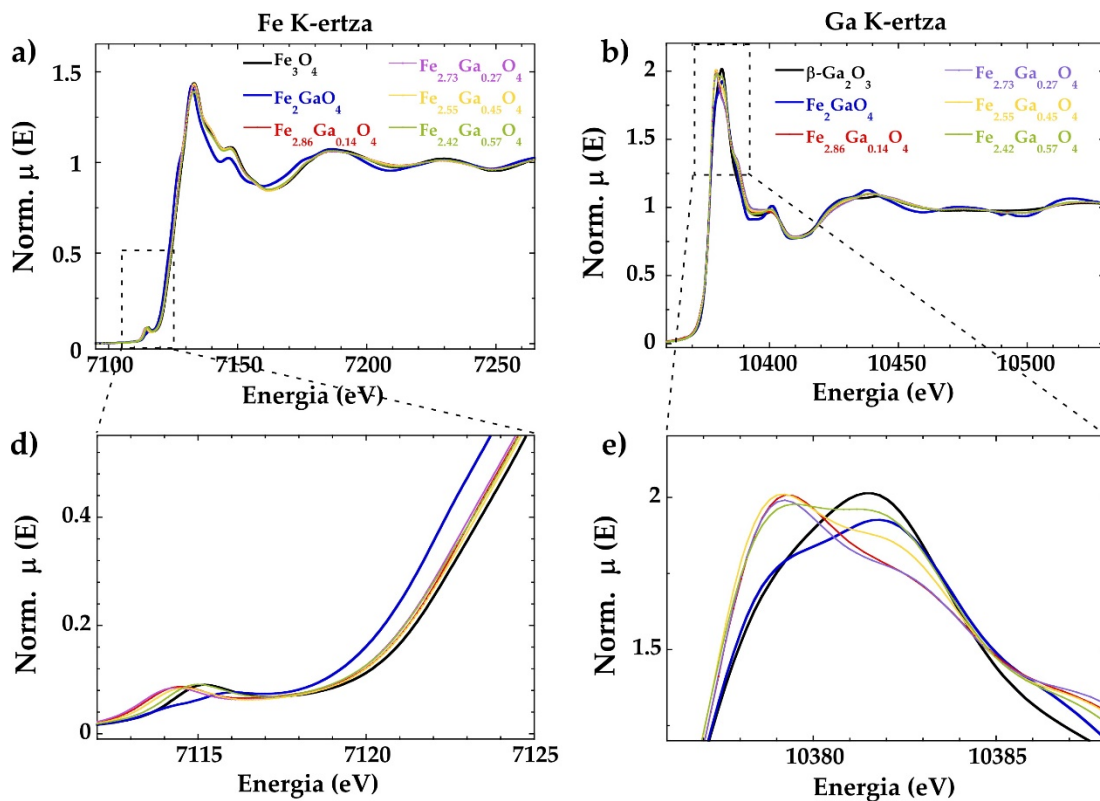 Fe K-ertza
Ga K-ertza
a)
Norm. μ (E)
1.5
1
0.5
0
Fe3O4
Fe2GaO4
Fe2.86Ga0.14O4
Fe2.73Ga0.27O4
Fe2.55Ga0.45O4
Fe2.42Ga0.57O4
7100
7150
7200
7250
Energia (eV)
b)
Norm. μ (E)
2
1.5
1
0.5
0
β-Ga2O3
Fe2GaO4
Fe2.86Ga0.14O4
Fe2.73Ga0.27O4
Fe2.55Ga0.45O4
Fe2.42Ga0.57O4
10400
10450
10500
Energia (eV)
d)
Norm. μ (E)
0.4
0.2
0
7115
7120
7125
Energia (eV)
e)
Norm. μ (E)
2
1.5
10380
10385
Energia (eV)